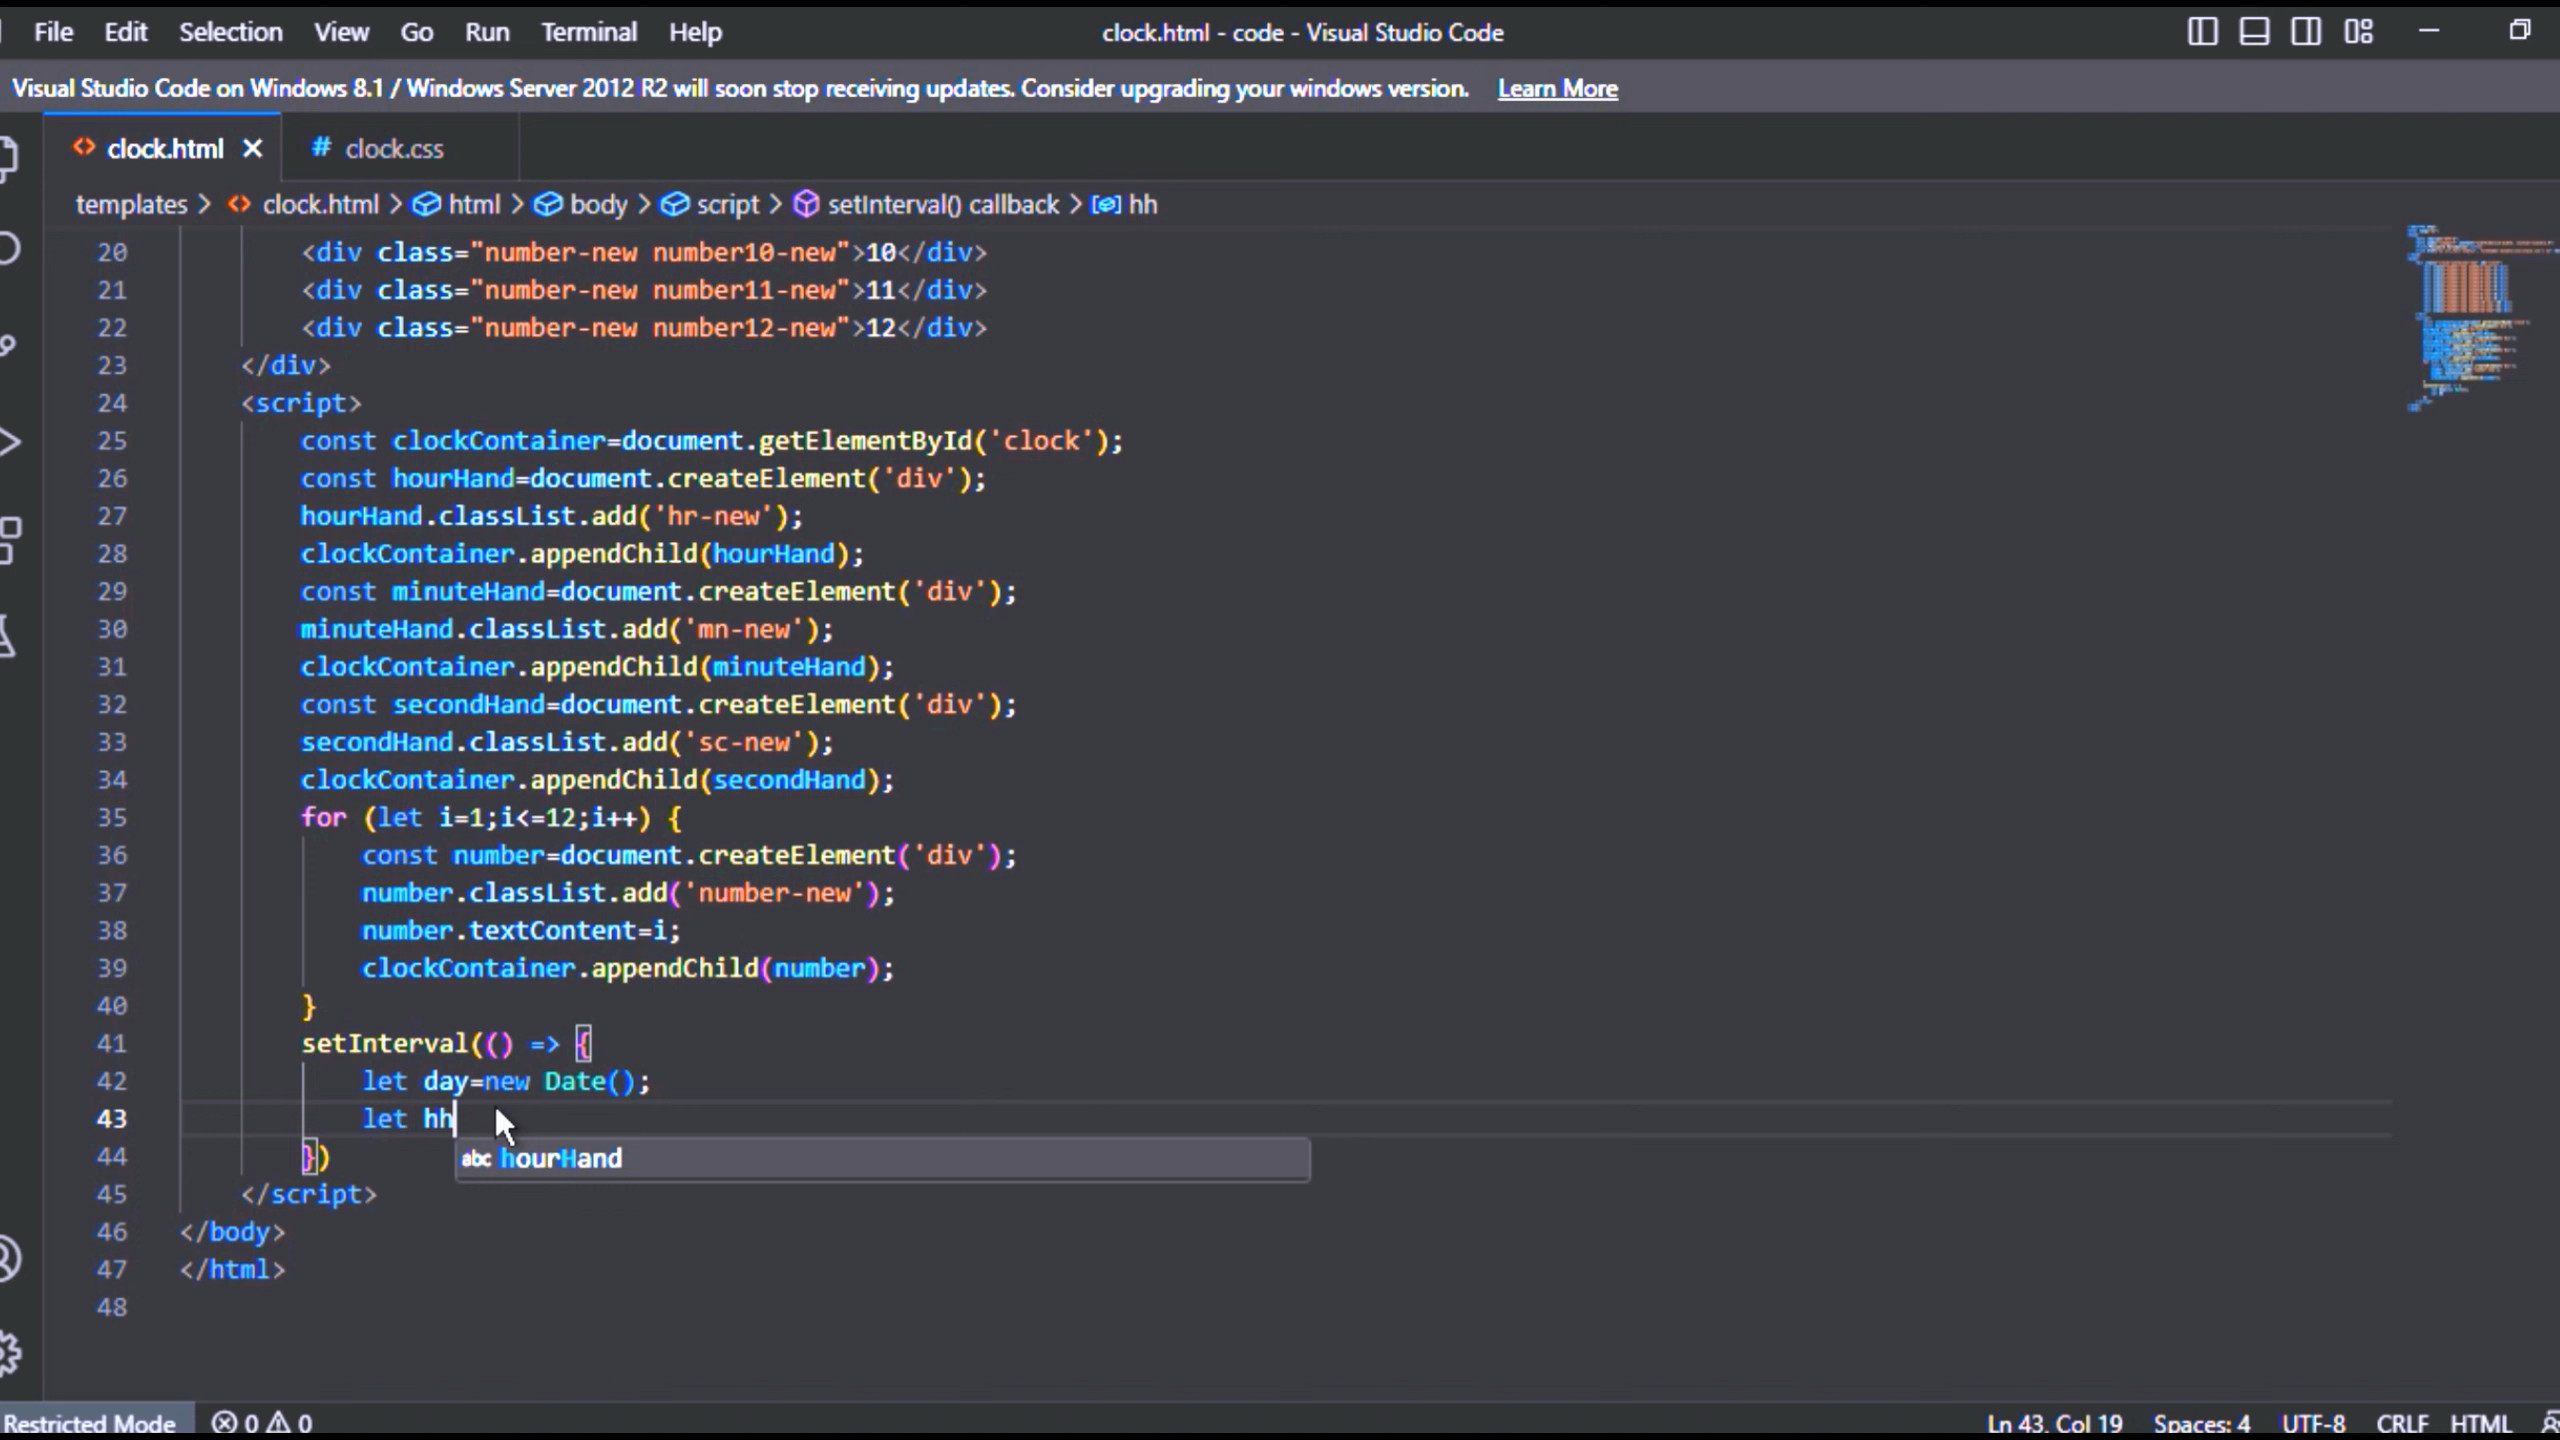 File Edit Selection View Go Run Terminal Help clock.html - code - Visual Studio Code
Visual Studio Code on Windows 8.1 / Windows Server 2012 R2 will soon stop receiving updates. Consider upgrading your windows version. Learn More
<> clock.html # clock.css
templates > <> clock.html > html > body > script > setInterval() callback > hh
20 <div class="number-new number10-new">10</div>
21 <div class="number-new number11-new">11</div>
22 <div class="number-new number12-new">12</div>
23 </div>
24 <script>
25 const clockContainer=document.getElementById('clock');
26 const hourHand=document.createElement('div');
27 hourHand.classList.add('hr-new');
28 clockContainer.appendChild(hourHand);
29 const minuteHand=document.createElement('div');
30 minuteHand.classList.add('mn-new');
31 clockContainer.appendChild(minuteHand);
32 const secondHand=document.createElement('div');
33 secondHand.classList.add('sc-new');
34 clockContainer.appendChild(secondHand);
35 for (let i=1;i<=12;i++) {
36 const number=document.createElement('div');
37 number.classList.add('number-new');
38 number.textContent=i;
39 clockContainer.appendChild(number);
40 }
41 setInterval(() => {
42 let day=new Date();
43 let hh
44 })
abc hourHand
45 </script>
46 </body>
47 </html>
48
Restricted Mode 0 0 Ln 43, Col 19 Spaces: 4 UTF-8 CRLF HTML